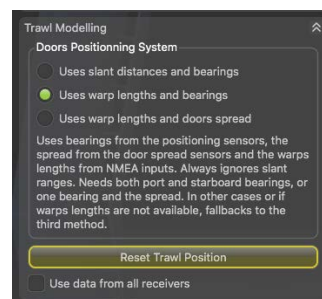 Trawl Modelling
Doors Positionning System
Uses slant distances and bearings
Uses warp lengths and bearings
Uses warp lengths and doors spread
Uses bearings from the positioning sensors, the
spread from the door spread sensors and the warps
lengths from NMEA inputs. Always ignores slant
ranges. Needs both port and starboard bearings, or
one bearing and the spread. In other cases or if
warps lengths are not available, fallbacks to the
third method.
Reset Trawl Position
Use data from all receivers